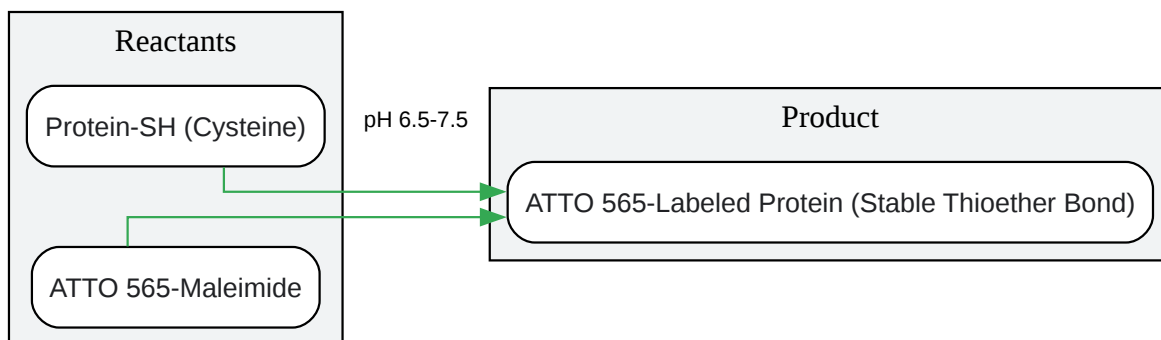 Reactants
Protein-SH (Cysteine)
ATTO 565-Maleimide
pH 6.5-7.5
Product
ATTO 565-Labeled Protein (Stable Thioether Bond)